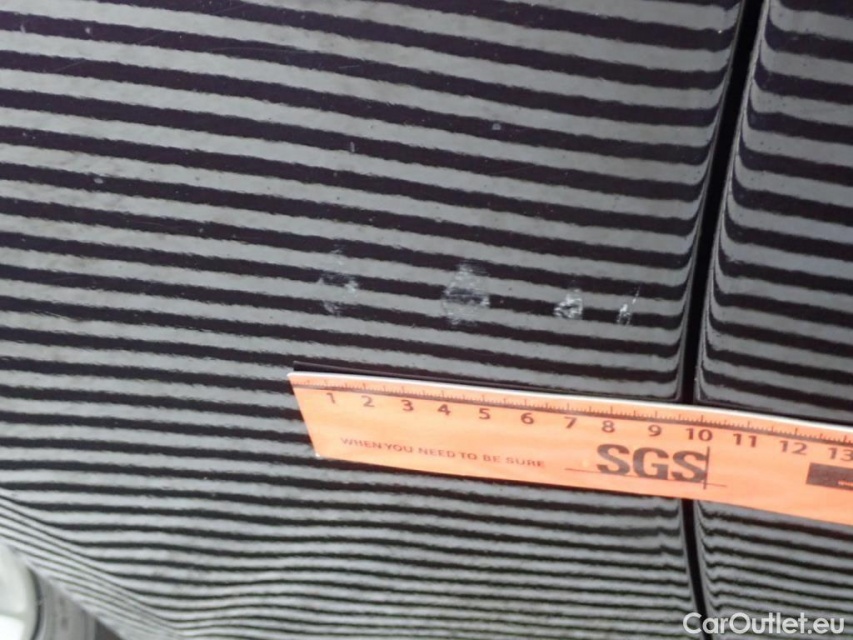 1 2 3 4 5 6 7 8 9 10 11 12 13
WHEN YOU NEED TO BE SURE SGS
CarOutlet.eu